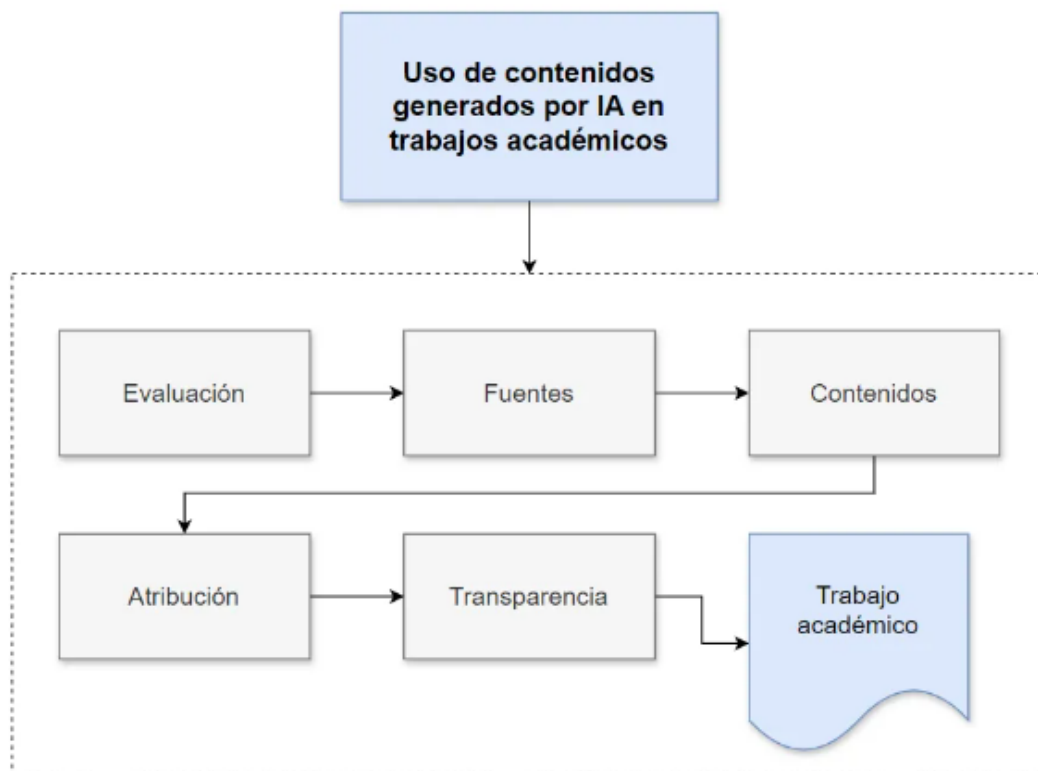 Uso de contenidos
generados por IA en
trabajos académicos
Evaluación
Fuentes
Contenidos
Atribución
Transparencia
Trabajo
académico